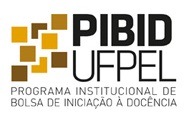 PIBID
UFPEL
PROGRAMA INSTITUCIONAL DE
BOLSA DE INICIAÇÃO À DOCÊNCIA